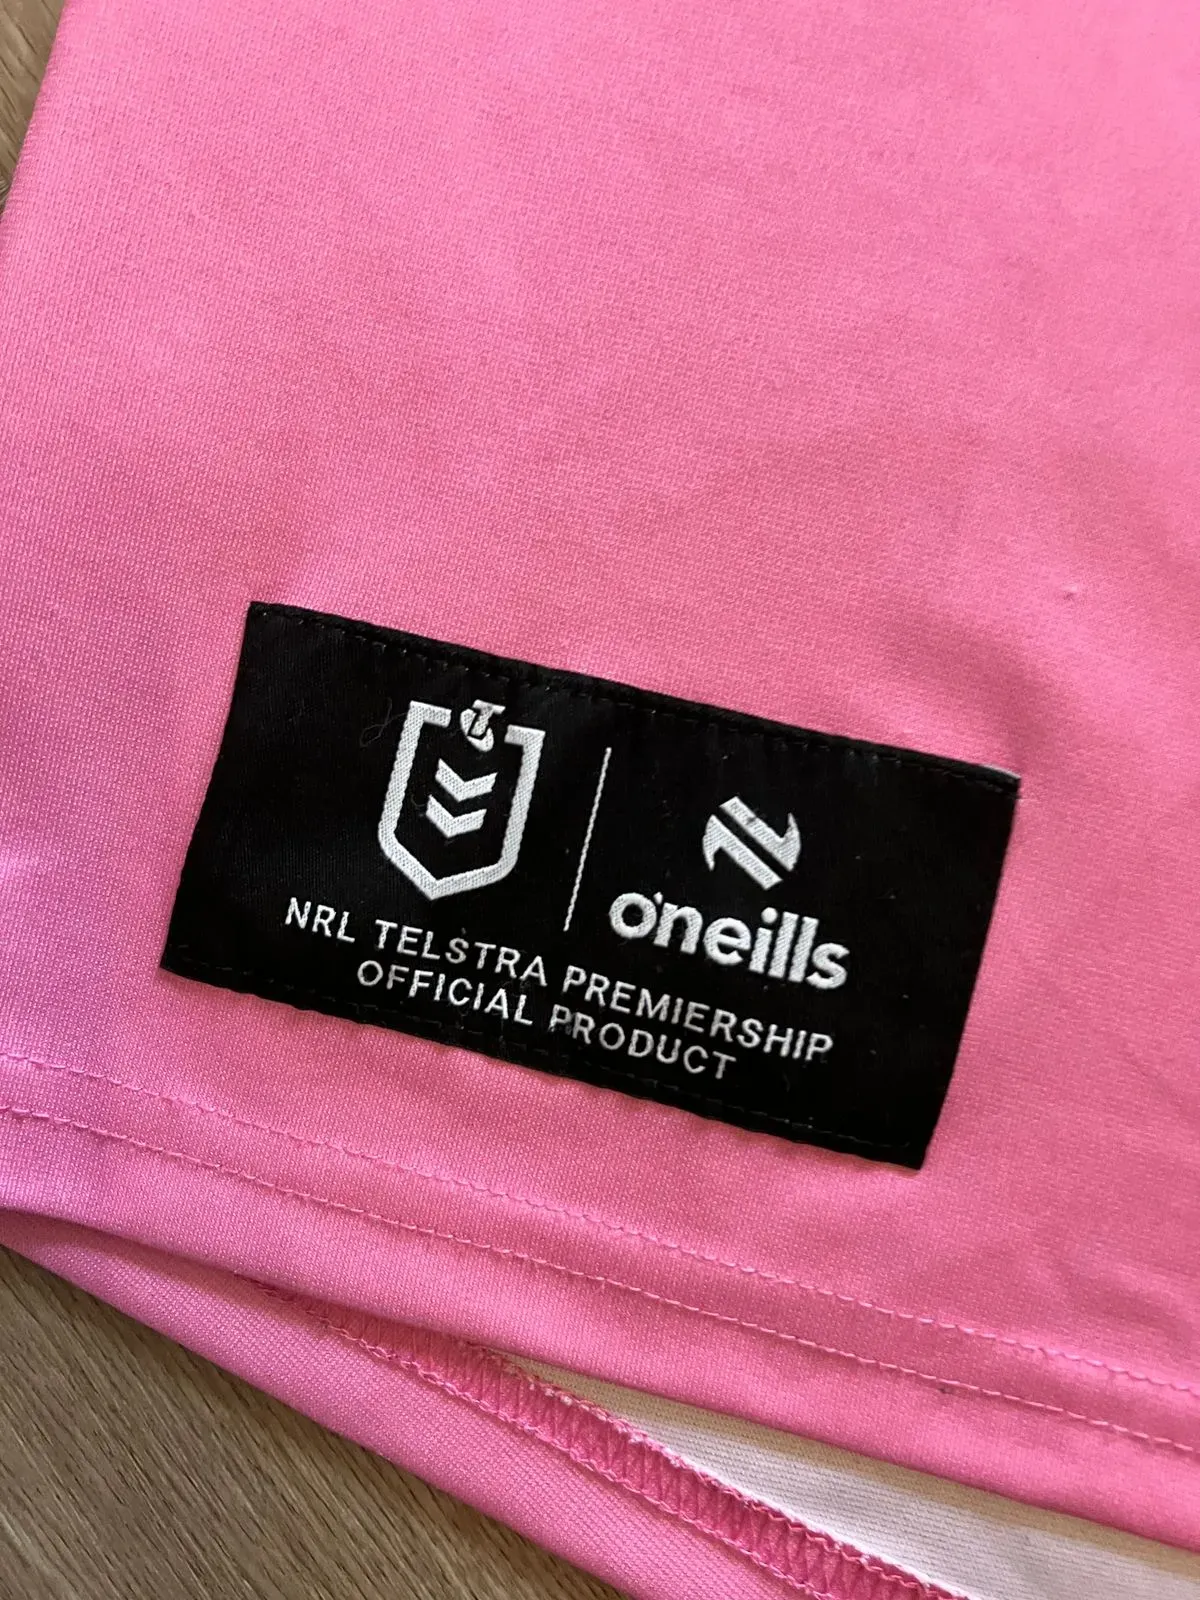 o'neills
NRL TELSTRA PREMIERSHIP
OFFICIAL PRODUCT